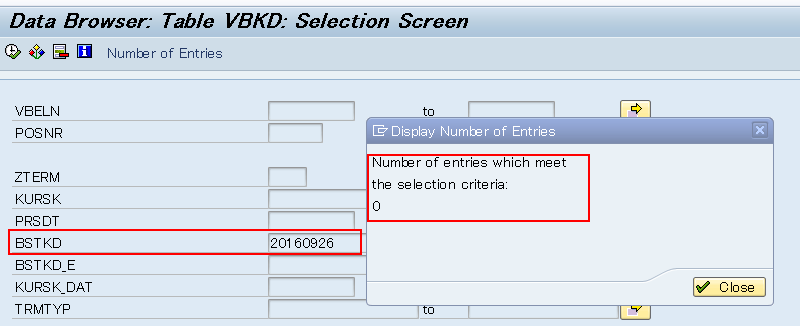 Data Browser: Table VBKD: Selection Screen
Number of Entries
VBELN to
POSNR
Display Number of Entries
Number of entries which meet
the selection criteria:
0
ZTERM
KURSK
PRSDT
BSTKD 20160926
BSTKD_E
KURSK_DAT
Close
TRMTYP to